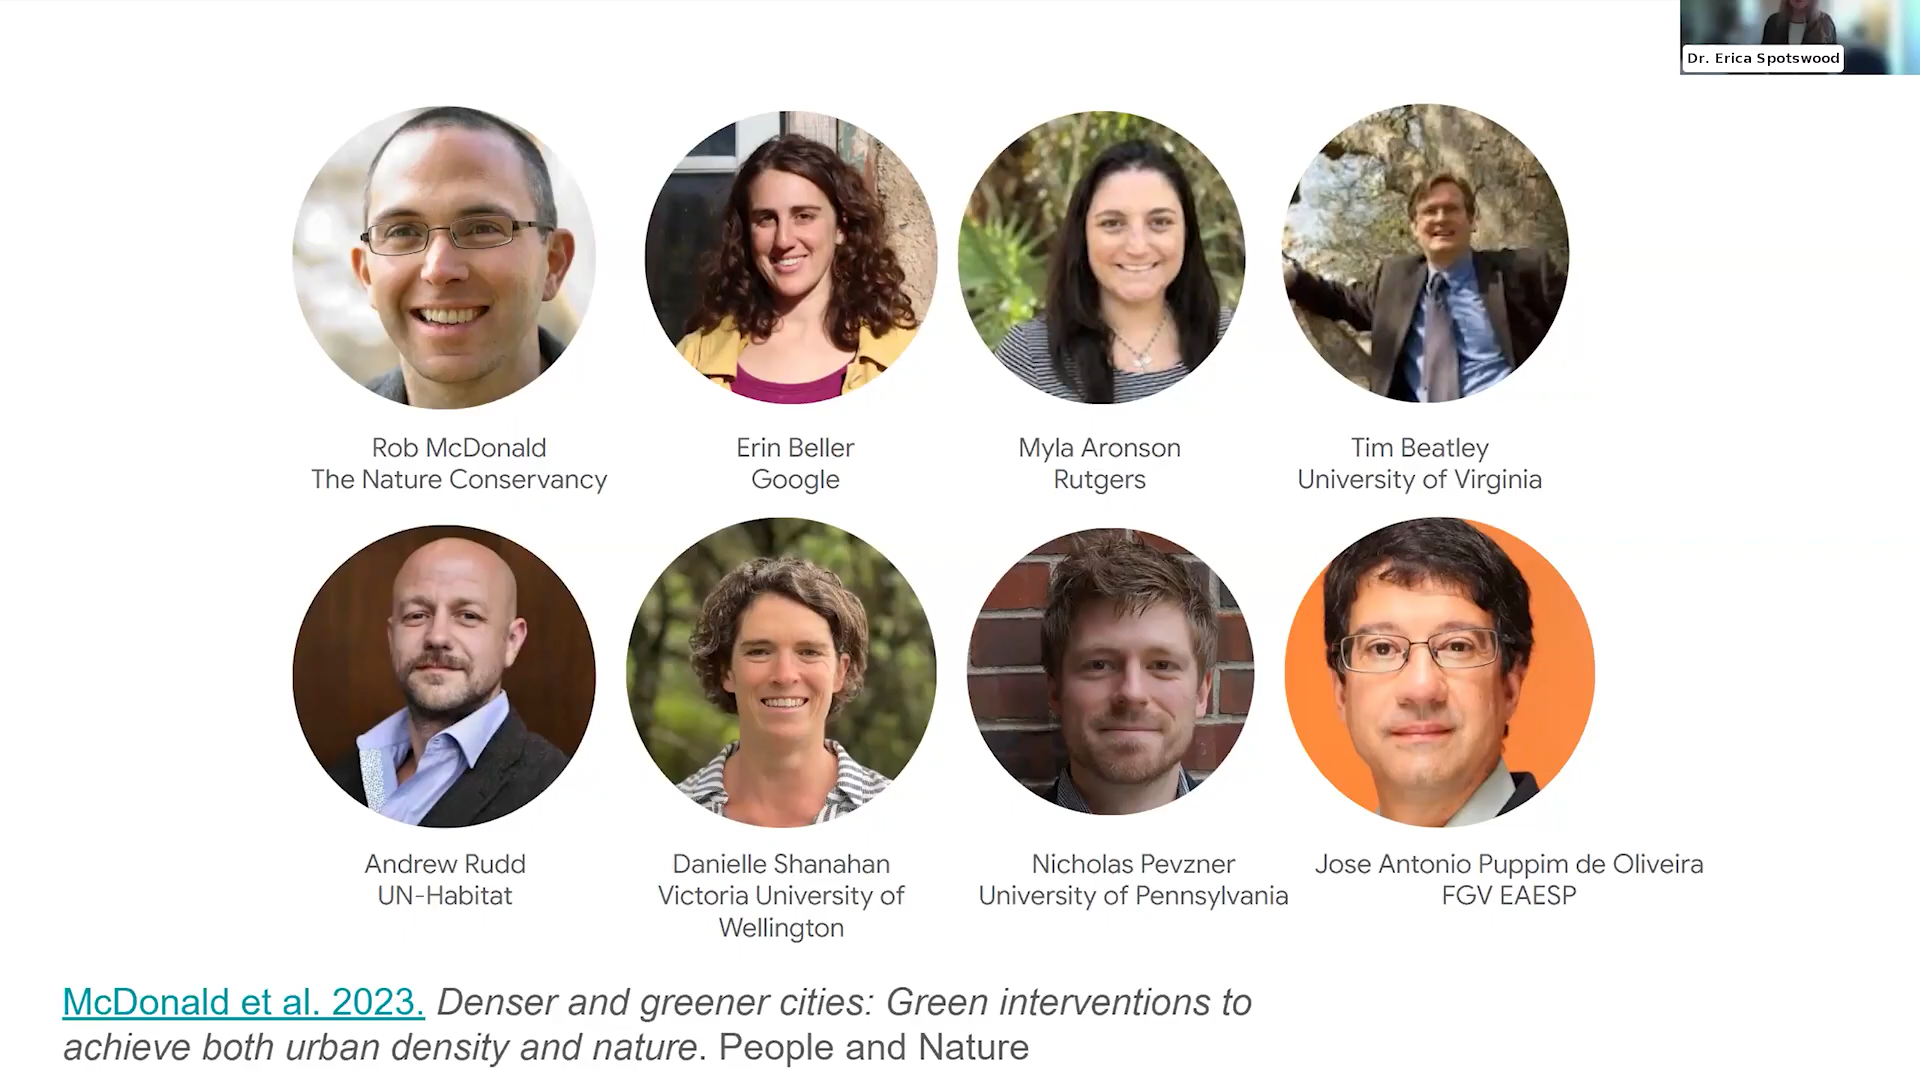 Dr. Erica Spotswood
Rob McDonald
The Nature Conservancy
Erin Beller
Google
Myla Aronson
Rutgers
Tim Beatley
University of Virginia
Andrew Rudd
UN-Habitat
Danielle Shanahan
Victoria University of
Wellington
Nicholas Pevzner
University of Pennsylvania
Jose Antonio Puppim de Oliveira
FGV EAESP
McDonald et al. 2023. Denser and greener cities: Green interventions to
achieve both urban density and nature. People and Nature